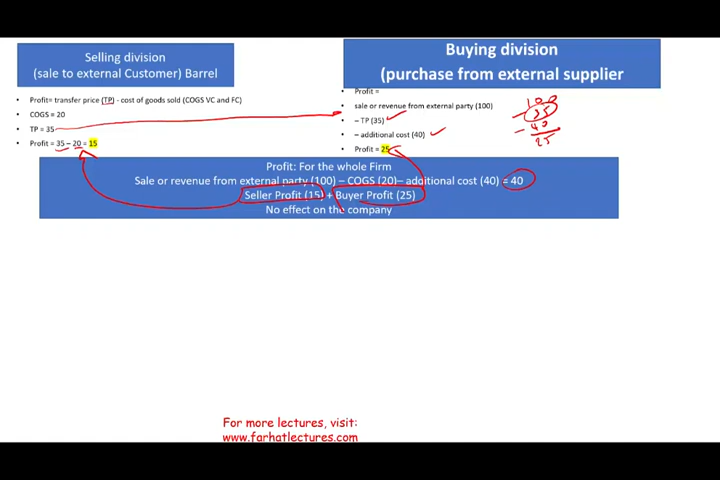 Selling division
(sale to external Customer) Barrel
• Profit= transfer price (TP) - cost of goods sold (COGS VC and FC)
• COGS = 20
• TP = 35
• Profit = 35 – 20 = 15
Buying division
(purchase from external supplier
• Profit =
• sale or revenue from external party (100)
• – TP (35)
• – additional cost (40)
• Profit = 25
100
– 35
– 40
25
Profit: For the whole Firm
Sale or revenue from external party (100) – COGS (20)– additional cost (40) = 40
Seller Profit (15) + Buyer Profit (25)
No effect on the company
For more lectures, visit:
www.farhatlectures.com